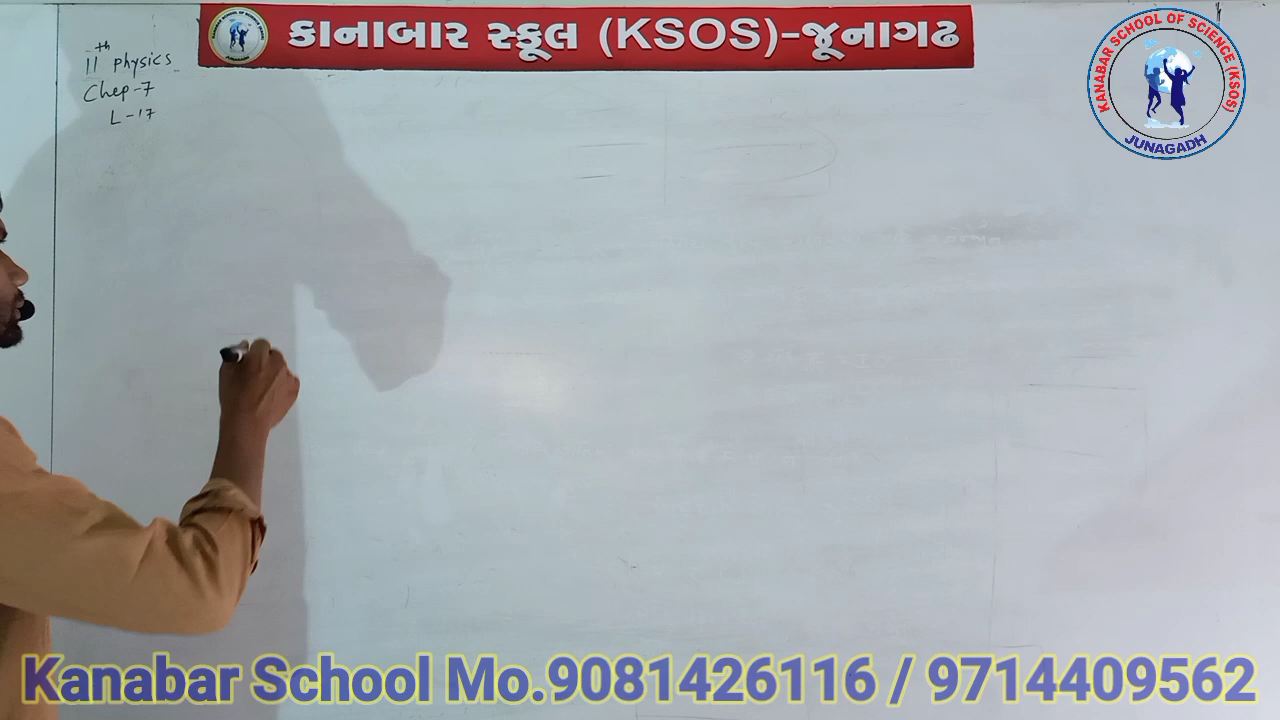 11th Physics
Chep-7
L-17
કાનાબાર સ્કૂલ (KSOS)-જૂનાગઢ
KANABAR SCHOOL OF SCIENCE (KSOS)
JUNAGADH
Kanabar School Mo.9081426116 / 9714409562